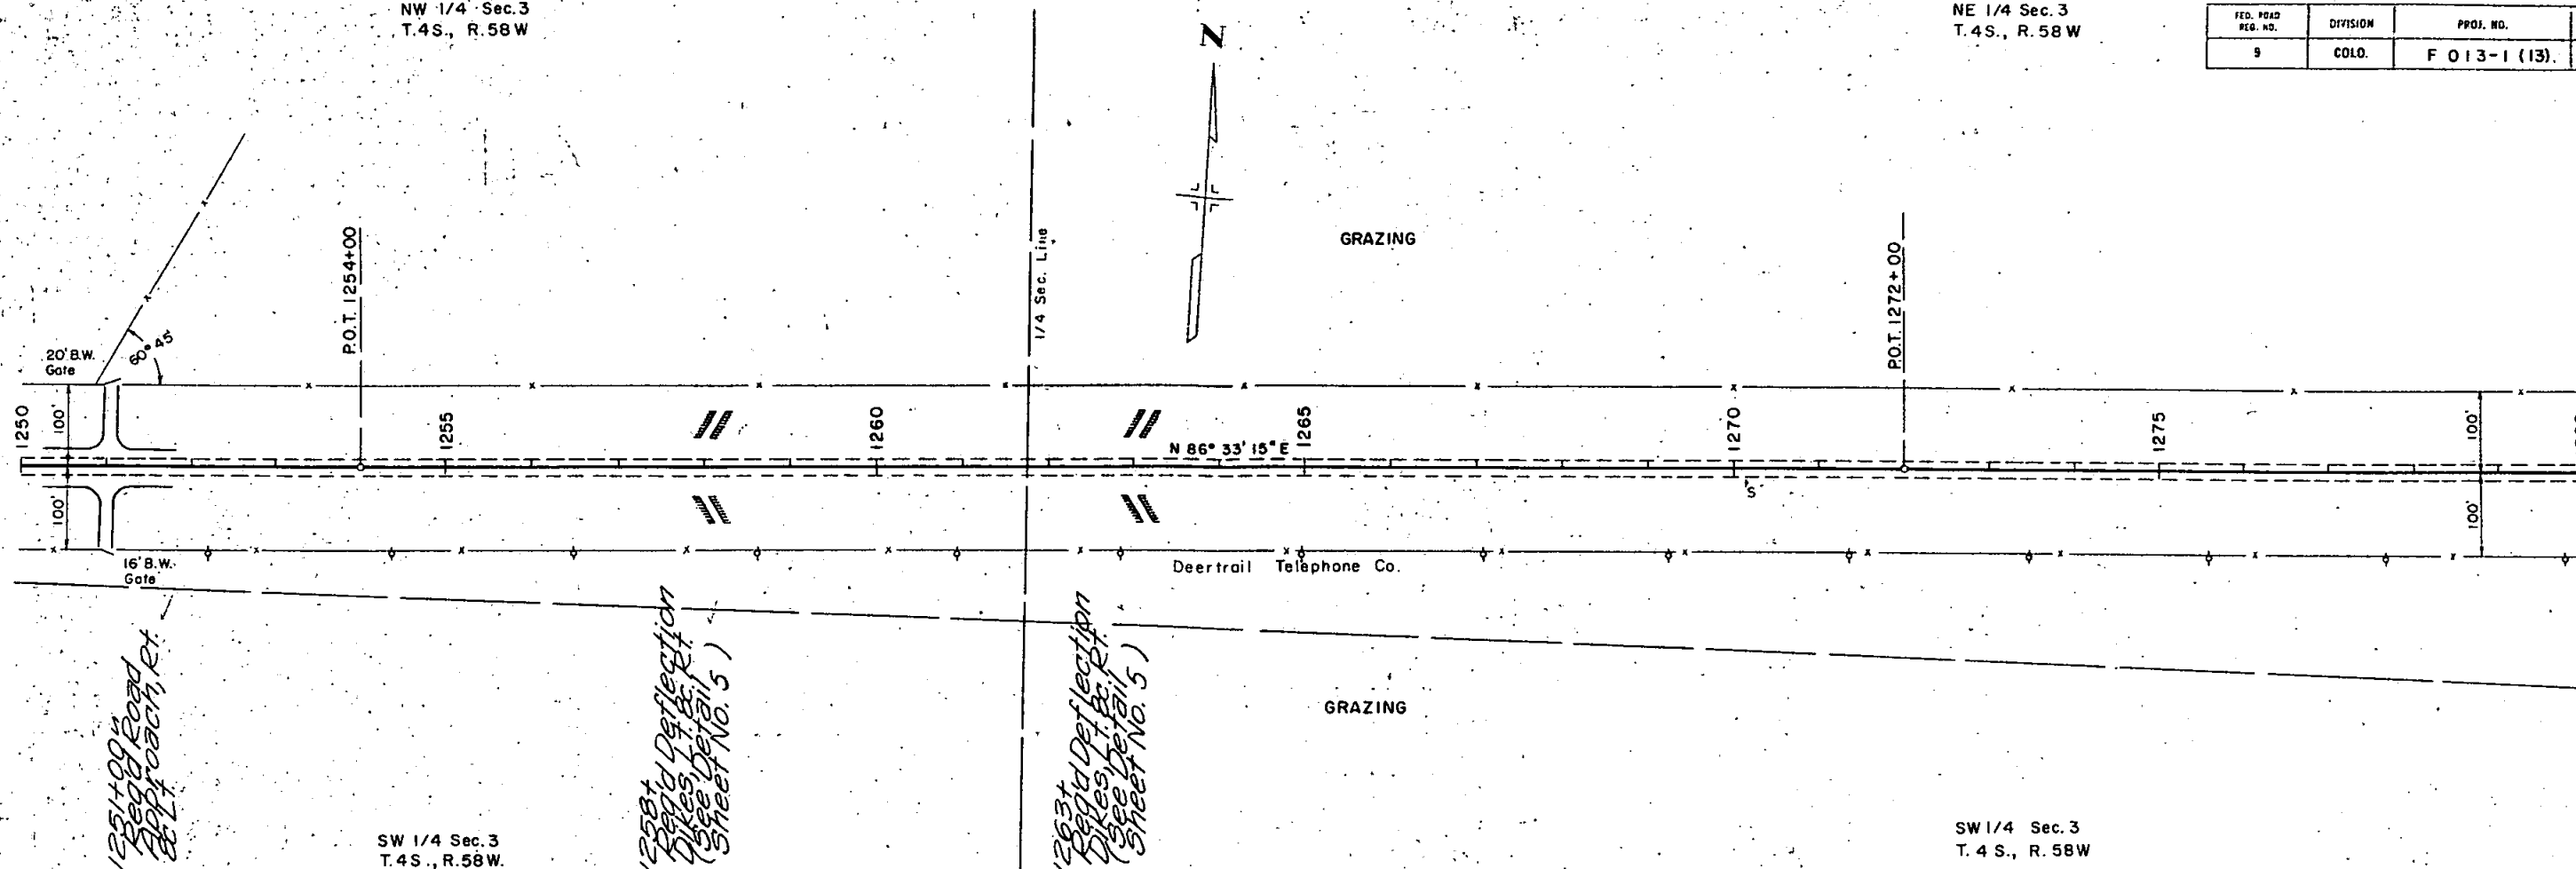 NW 1/4 Sec. 3
T. 4 S., R. 58 W
N
NE 1/4 Sec. 3
T. 4 S., R. 58 W
FED. ROAD REG. NO.
DIVISION
PROJ. NO.
9
COLO.
F 013-1 (13)
P.O.T. 1254+00
1/4 Sec. Line
GRAZING
P.O.T. 1272+00
60° 45'
20' B.W.
Gate
1250
100'
1255
1260
1265
1270
1275
100'
N 86° 33' 15" E
S
100'
100'
16' B.W.
Gate
Deertrail Telephone Co.
1251+00
Req'd Road
Approach, Rt.
& Lt.
1258+
Req'd Deflection
Dikes, Lt. & Rt.
(See Detail
Sheet No. 5)
1263+
Req'd Deflection
Dikes, Lt. & Rt.
(See Detail
Sheet No. 5)
GRAZING
SW 1/4 Sec. 3
T. 4 S., R. 58 W.
SW 1/4 Sec. 3
T. 4 S., R. 58 W